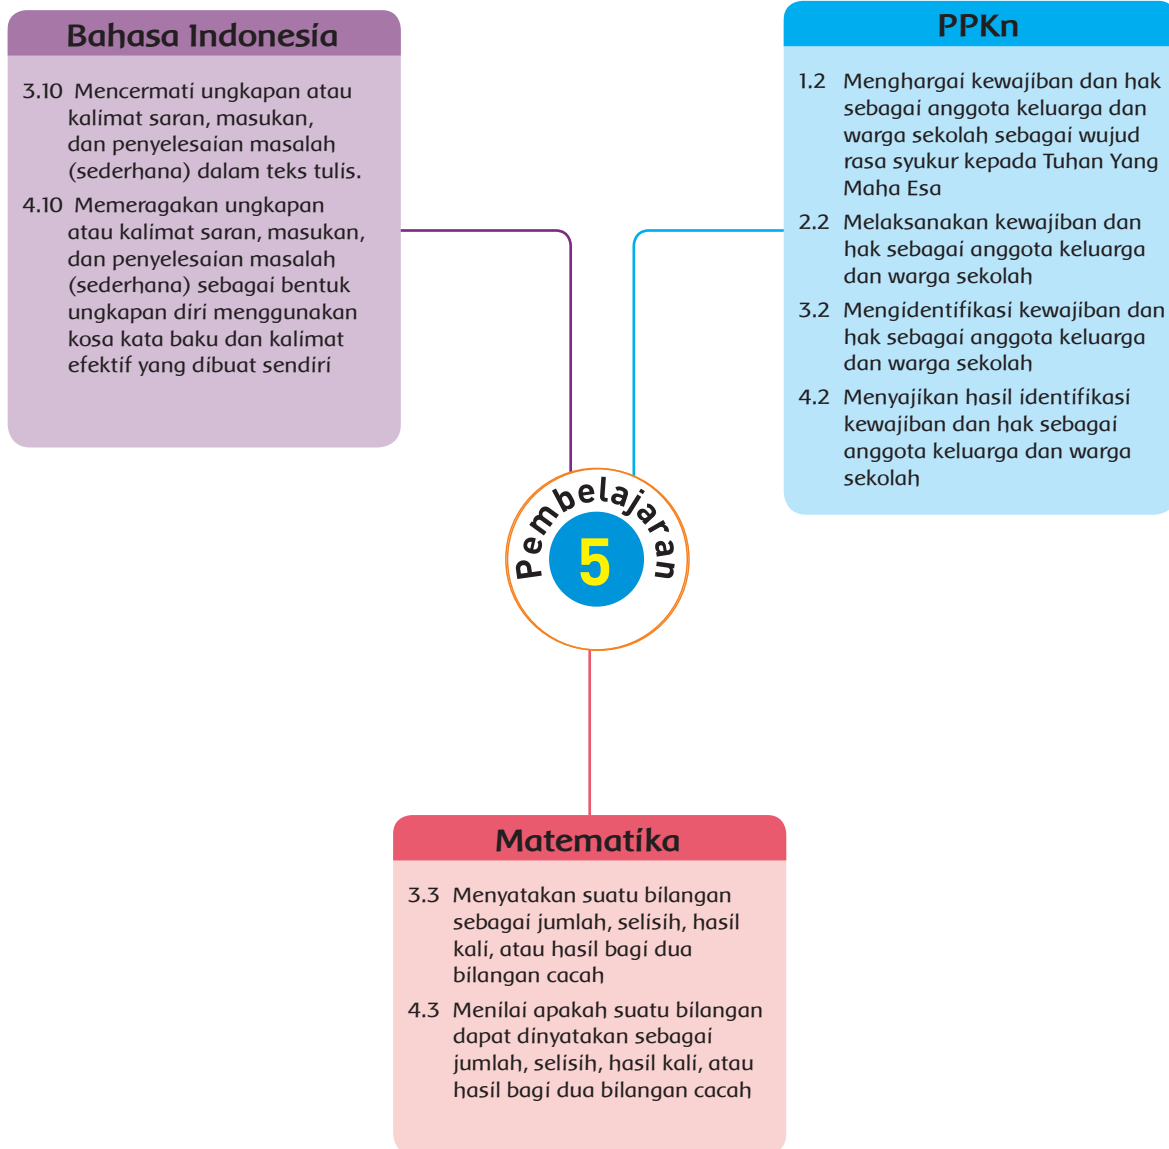 Bahasa Indonesia
3.10 Mencermati ungkapan atau
kalimat saran, masukan,
dan penyelesaian masalah
(sederhana) dalam teks tulis.
4.10 Memeragakan ungkapan
atau kalimat saran, masukan,
dan penyelesaian masalah
(sederhana) sebagai bentuk
ungkapan diri menggunakan
kosa kata baku dan kalimat
efektif yang dibuat sendiri
PPKn
1.2 Menghargai kewajiban dan hak
sebagai anggota keluarga dan
warga sekolah sebagai wujud
rasa syukur kepada Tuhan Yang
Maha Esa
2.2 Melaksanakan kewajiban dan
hak sebagai anggota keluarga
dan warga sekolah
3.2 Mengidentifikasi kewajiban dan
hak sebagai anggota keluarga
dan warga sekolah
4.2 Menyajikan hasil identifikasi
kewajiban dan hak sebagai
anggota keluarga dan warga
sekolah
Pembelajaran
5
Matematika
3.3 Menyatakan suatu bilangan
sebagai jumlah, selisih, hasil
kali, atau hasil bagi dua
bilangan cacah
4.3 Menilai apakah suatu bilangan
dapat dinyatakan sebagai
jumlah, selisih, hasil kali, atau
hasil bagi dua bilangan cacah